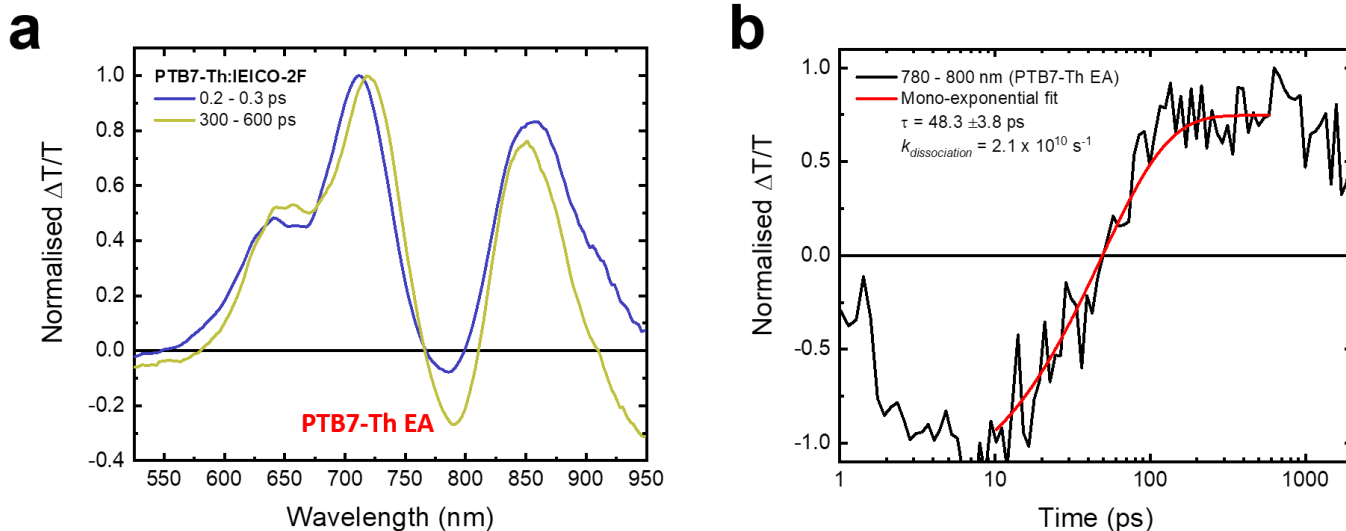 a
PTB7-Th:IEICO-2F
0.2 - 0.3 ps
300 - 600 ps
PTB7-Th EA
Normalised ΔT/T
1.0
0.8
0.6
0.4
0.2
0.0
-0.2
-0.4
550 600 650 700 750 800 850 900 950
Wavelength (nm)
b
780 - 800 nm (PTB7-Th EA)
Mono-exponential fit
τ = 48.3 ±3.8 ps
k dissociation = 2.1 x 10¹⁰ s⁻¹
Normalised ΔT/T
1.0
0.5
0.0
-0.5
-1.0
1 10 100 1000
Time (ps)